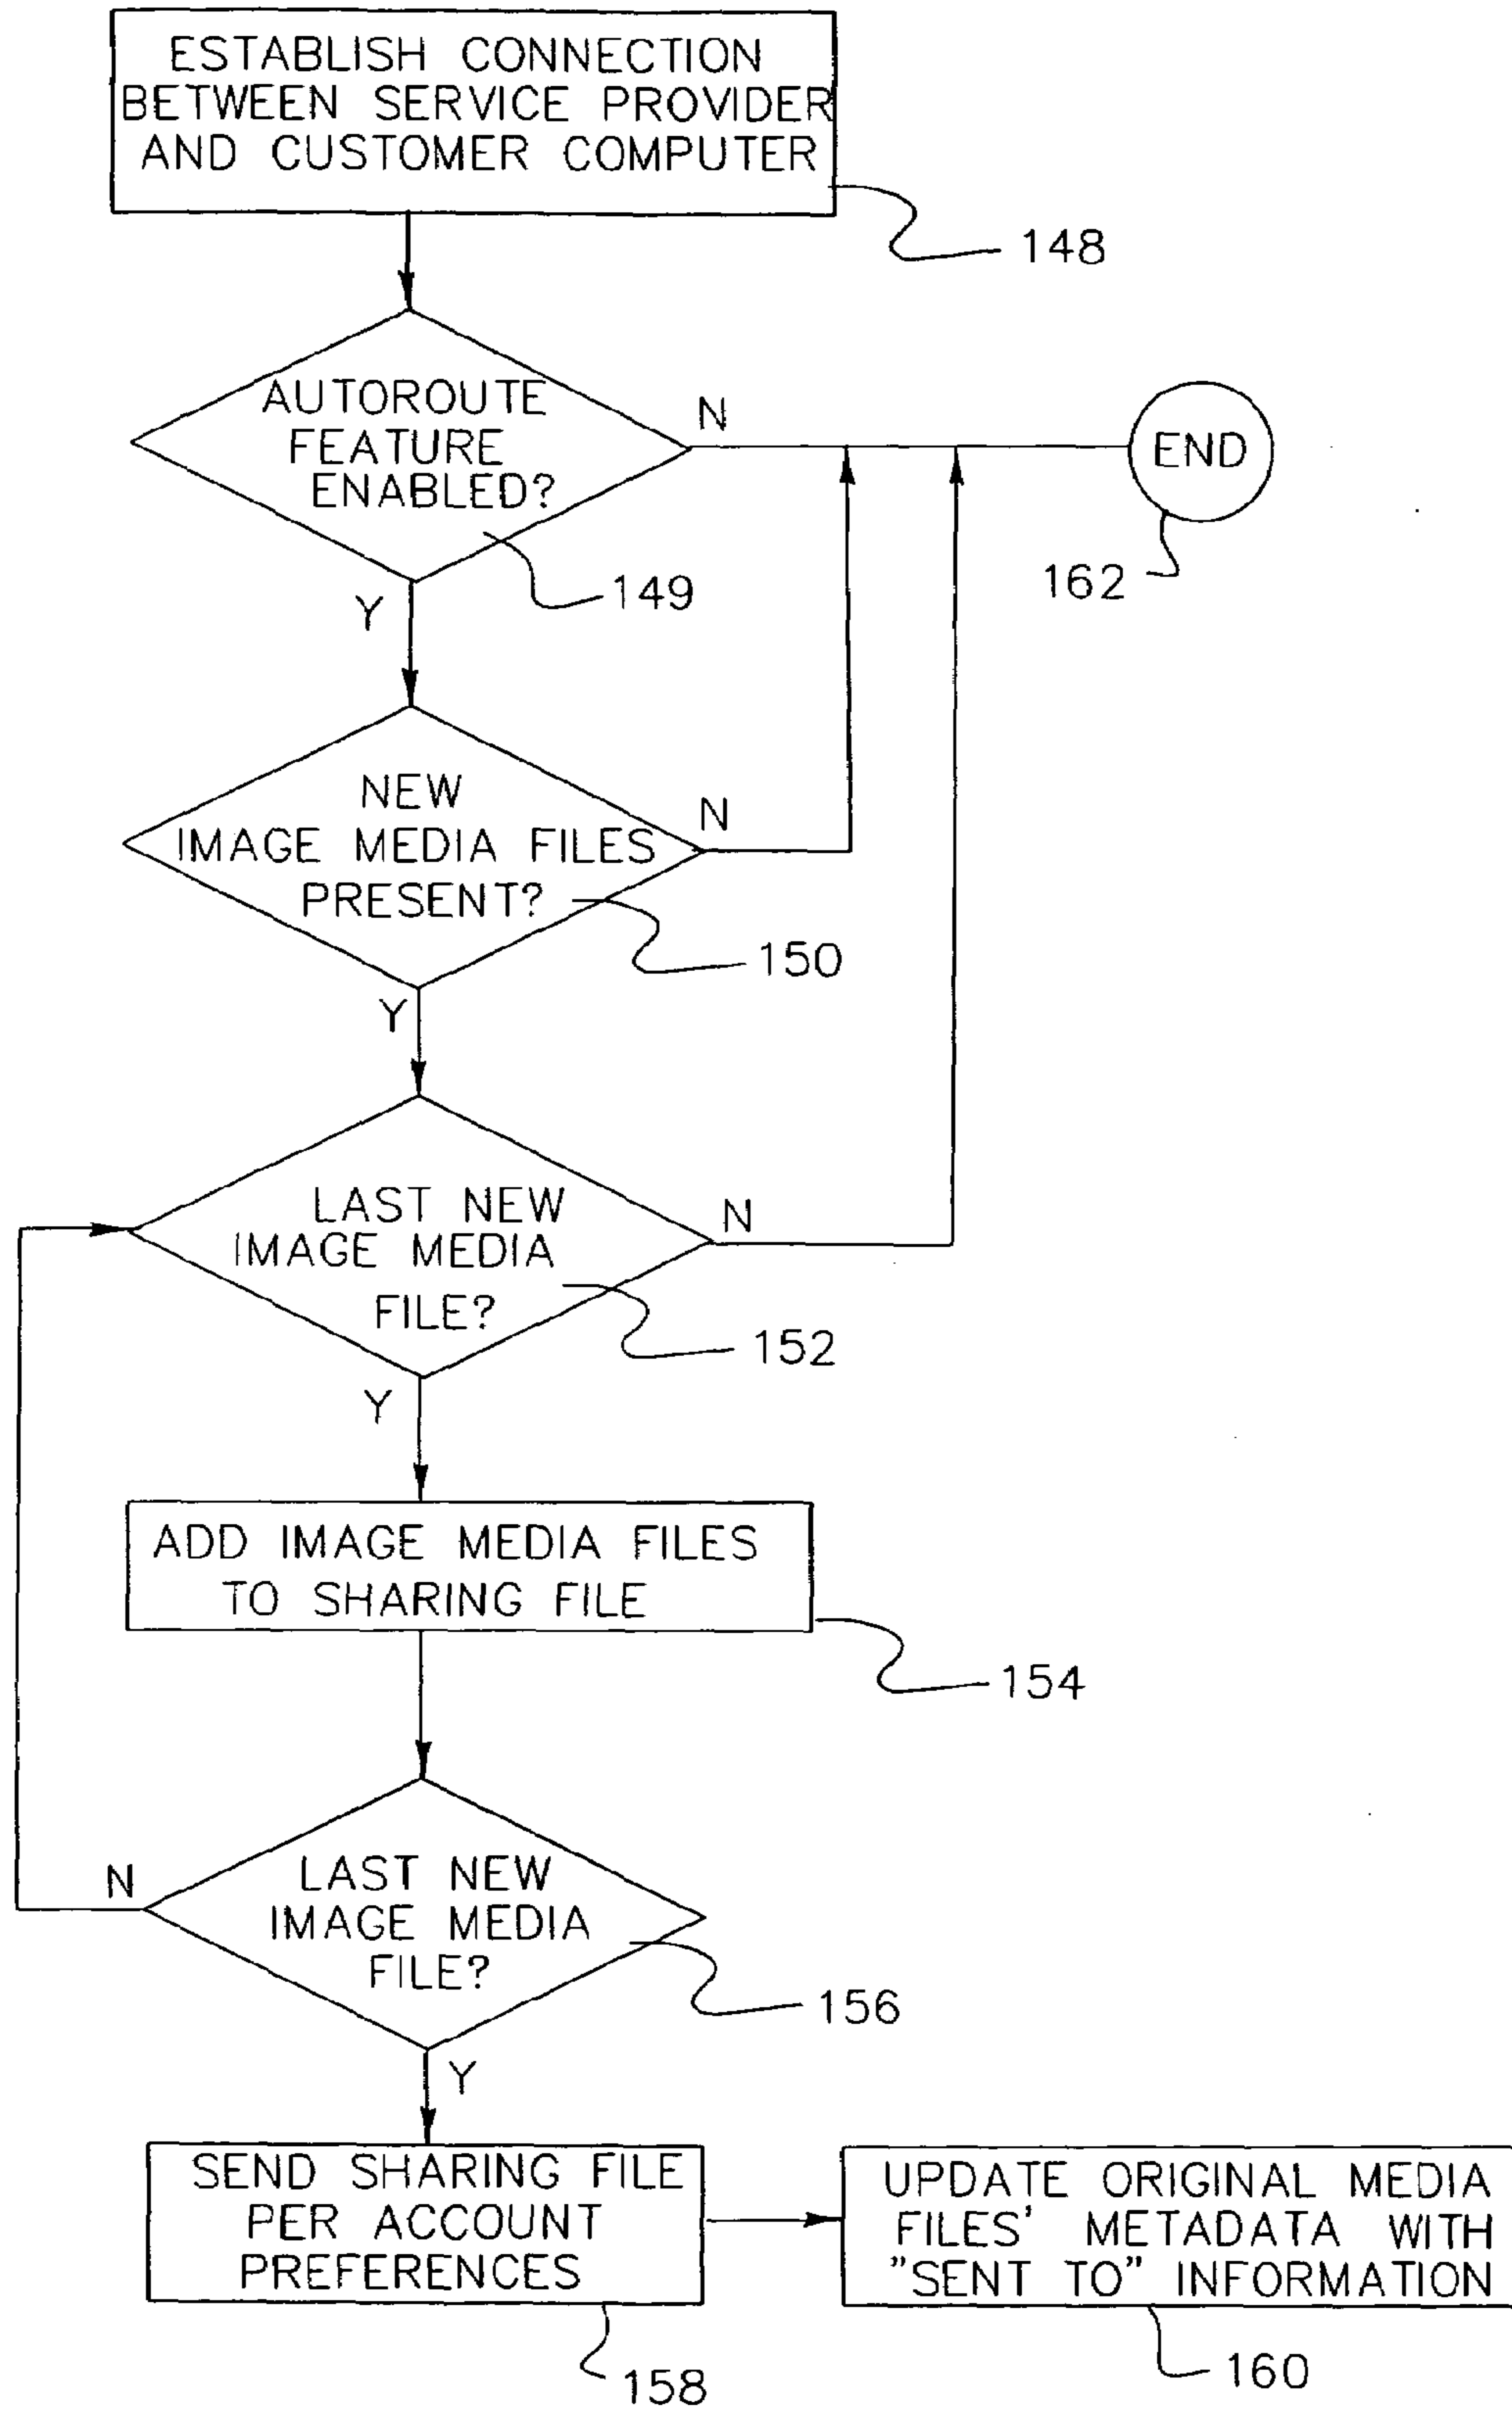 ESTABLISH CONNECTION
BETWEEN SERVICE PROVIDER
AND CUSTOMER COMPUTER
148
AUTOROUTE
FEATURE
ENABLED?
N
END
149
162
Y
NEW
IMAGE MEDIA FILES
PRESENT?
N
150
Y
LAST NEW
IMAGE MEDIA
FILE?
N
152
Y
ADD IMAGE MEDIA FILES
TO SHARING FILE
154
LAST NEW
IMAGE MEDIA
FILE?
N
156
Y
SEND SHARING FILE
PER ACCOUNT
PREFERENCES
158
UPDATE ORIGINAL MEDIA
FILES' METADATA WITH
"SENT TO" INFORMATION
160